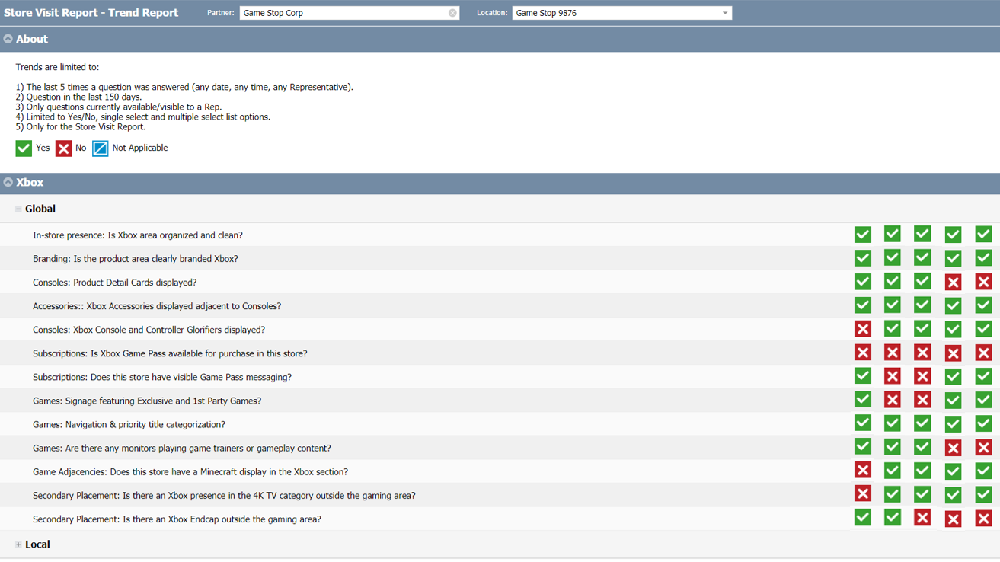 Store Visit Report - Trend Report Partner: Game Stop Corp Location: Game Stop 9876
About
Trends are limited to:
1) The last 5 times a question was answered (any date, any time, any Representative).
2) Question in the last 150 days.
3) Only questions currently available/visible to a Rep.
4) Limited to Yes/No, single select and multiple select list options.
5) Only for the Store Visit Report.
Yes No Not Applicable
Xbox
Global
In-store presence: Is Xbox area organized and clean?
Branding: Is the product area clearly branded Xbox?
Consoles: Product Detail Cards displayed?
Accessories:: Xbox Accessories displayed adjacent to Consoles?
Consoles: Xbox Console and Controller Glorifiers displayed?
Subscriptions: Is Xbox Game Pass available for purchase in this store?
Subscriptions: Does this store have visible Game Pass messaging?
Games: Signage featuring Exclusive and 1st Party Games?
Games: Navigation & priority title categorization?
Games: Are there any monitors playing game trainers or gameplay content?
Game Adjacencies: Does this store have a Minecraft display in the Xbox section?
Secondary Placement: Is there an Xbox presence in the 4K TV category outside the gaming area?
Secondary Placement: Is there an Xbox Endcap outside the gaming area?
Local